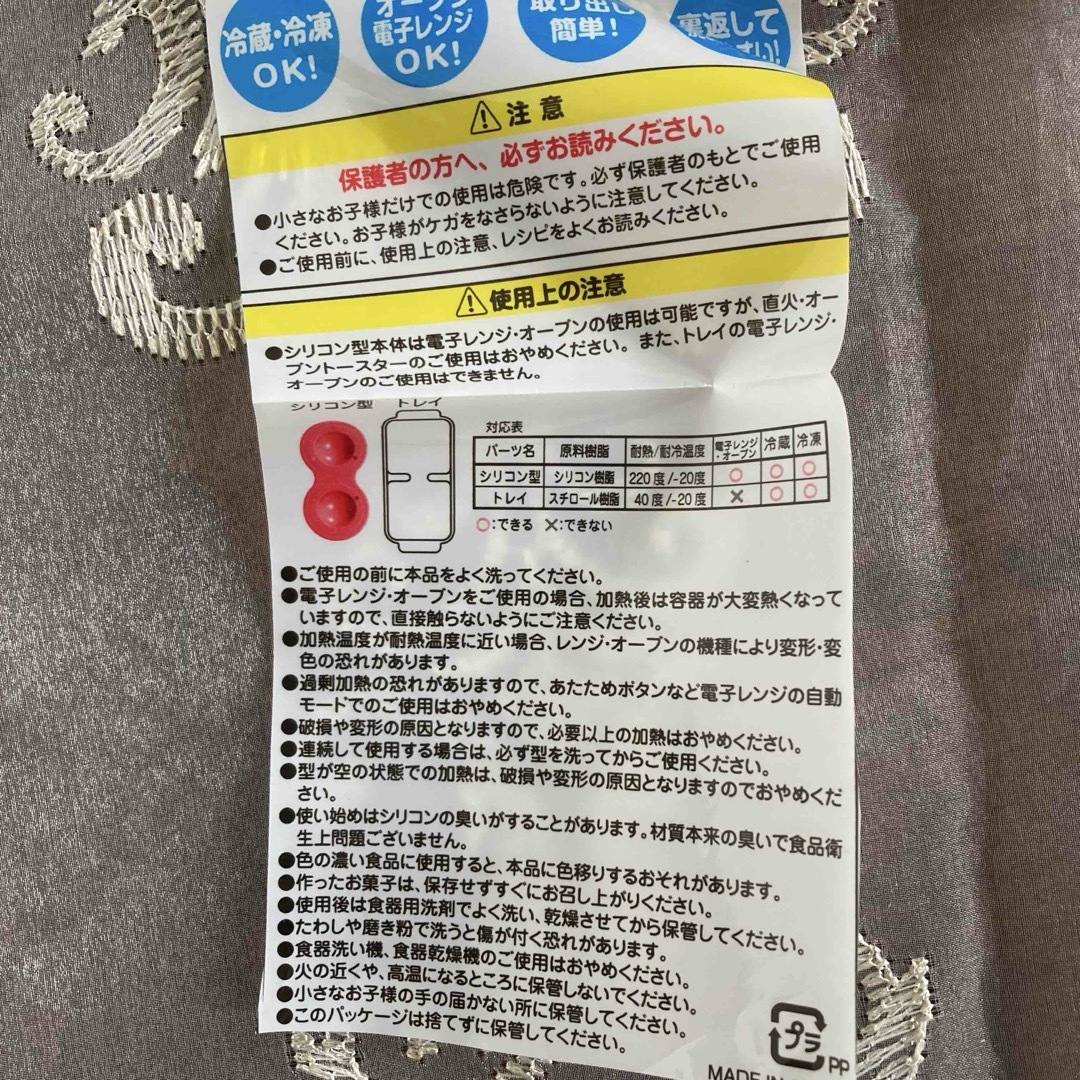 冷蔵・冷凍
OK!
電子レンジ
OK!
取り出し
簡単!
裏返して
⚠注意
保護者の方へ、必ずお読みください。
●小さなお子様だけでの使用は危険です。必ず保護者のもとでご使用
ください。お子様がケガをなさらないように注意してください。
●ご使用前に、使用上の注意、レシピをよくお読みください。
⚠使用上の注意
●シリコン型本体は電子レンジ・オーブンの使用は可能ですが、直火・オー
ブントースターのご使用はおやめください。また、トレイの電子レンジ・
オーブンのご使用はできません。
シリコン型 トレイ
対応表
パーツ名 原料樹脂 耐熱/耐冷温度 電子レンジ・オーブン 冷蔵 冷凍
シリコン型 シリコン樹脂 220度/-20度 ○ ○ ○
トレイ スチロール樹脂 40度/-20度 × ○ ○
○:できる ×:できない
●ご使用の前に本品をよく洗ってください。
●電子レンジ・オーブンをご使用の場合、加熱後は容器が大変熱くなって
いますので、直接触らないようにご注意ください。
●加熱温度が耐熱温度に近い場合、レンジ・オーブンの機種により変形・変
色の恐れがあります。
●過剰加熱の恐れがありますので、あたためボタンなど電子レンジの自動
モードでのご使用はおやめください。
●破損や変形の原因となりますので、必要以上の加熱はおやめください。
●連続して使用する場合は、必ず型を洗ってからご使用ください。
●型が空の状態での加熱は、破損や変形の原因となりますのでおやめくだ
さい。
●使い始めはシリコンの臭いがすることがあります。材質本来の臭いで食品衛
生上問題ございません。
●色の濃い食品に使用すると、本品に色移りするおそれがあります。
●作ったお菓子は、保存せずすぐにお召し上がりください。
●使用後は食器用洗剤でよく洗い、乾燥させてから保管してください。
●たわしや磨き粉で洗うと傷が付く恐れがあります。
●食器洗い機、食器乾燥機のご使用はおやめください。
●火の近くや、高温になるところに保管しないでください。
●小さなお子様の手の届かない所に保管してください。
●このパッケージは捨てずに保管してください。
プラ
PP
MADE IN